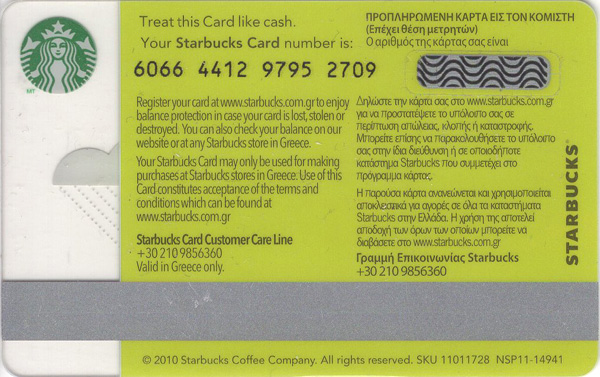 Treat this Card like cash.
Your Starbucks Card number is:
6066 4412 9795 2709
ΠΡΟΠΛΗΡΩΜΕΝΗ ΚΑΡΤΑ ΕΙΣ ΤΟΝ ΚΟΜΙΣΤΗ
(Επέχει θέση μετρητών)
Ο αριθμός της κάρτας σας είναι
MT
Register your card at www.starbucks.com.gr to enjoy
balance protection in case your card is lost, stolen or
destroyed. You can also check your balance on our
website or at any Starbucks store in Greece.
Your Starbucks Card may only be used for making
purchases at Starbucks stores in Greece. Use of this
Card constitutes acceptance of the terms and
conditions which can be found at
www.starbucks.com.gr
Starbucks Card Customer Care Line
+30 210 9856360
Valid in Greece only.
Δηλώστε την κάρτα σας στο www.starbucks.com.gr
για να προστατέψετε το υπόλοιπο σας σε
περίπτωση απώλειας, κλοπής ή καταστροφής.
Μπορείτε επίσης να παρακολουθήσετε το υπόλοιπο
σας στην ίδια διεύθυνση ή σε οποιοδήποτε
κατάστημα Starbucks που συμμετέχει στο
πρόγραμμα κάρτας.
Η παρούσα κάρτα ανανεώνεται και χρησιμοποιείται
αποκλειστικά για αγορές σε όλα τα καταστήματα
Starbucks στην Ελλάδα. Η χρήση της αποτελεί
αποδοχή των όρων των οποίων μπορείτε να
διαβάσετε στο www.starbucks.com.gr
Γραμμή Επικοινωνίας Starbucks
+30 210 9856360
STARBUCKS®
© 2010 Starbucks Coffee Company. All rights reserved. SKU 11011728 NSP11-14941